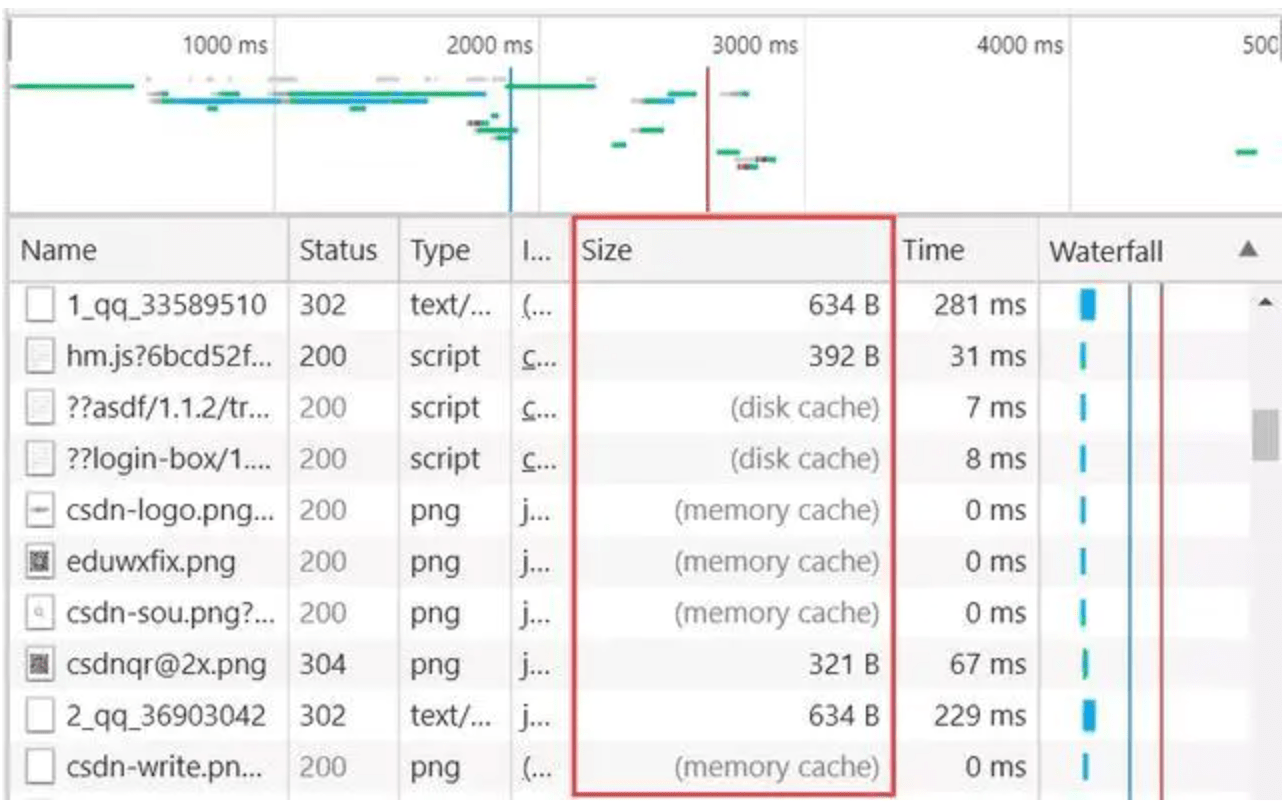 1000 ms 2000 ms 3000 ms 4000 ms 500
Name Status Type I... Size Time Waterfall ▲
1_qq_33589510 302 text/... (... 634 B 281 ms
hm.js?6bcd52f... 200 script c... 392 B 31 ms
??asdf/1.1.2/tr... 200 script c... (disk cache) 7 ms
??login-box/1.... 200 script c... (disk cache) 8 ms
csdn-logo.png... 200 png j... (memory cache) 0 ms
eduwxfix.png 200 png j... (memory cache) 0 ms
csdn-sou.png?... 200 png j... (memory cache) 0 ms
csdnqr@2x.png 304 png j... 321 B 67 ms
2_qq_36903042 302 text/... j... 634 B 229 ms
csdn-write.pn... 200 png (... (memory cache) 0 ms